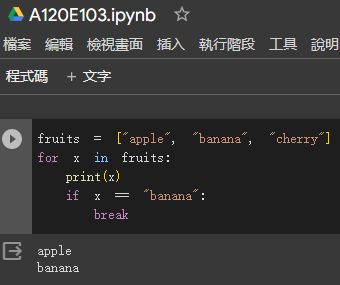 A120E103.ipynb
檔案 編輯 檢視畫面 插入 執行階段 工具 說明
程式碼 + 文字
fruits = ["apple", "banana", "cherry"]
for x in fruits:
    print(x)
    if x == "banana":
        break
apple
banana